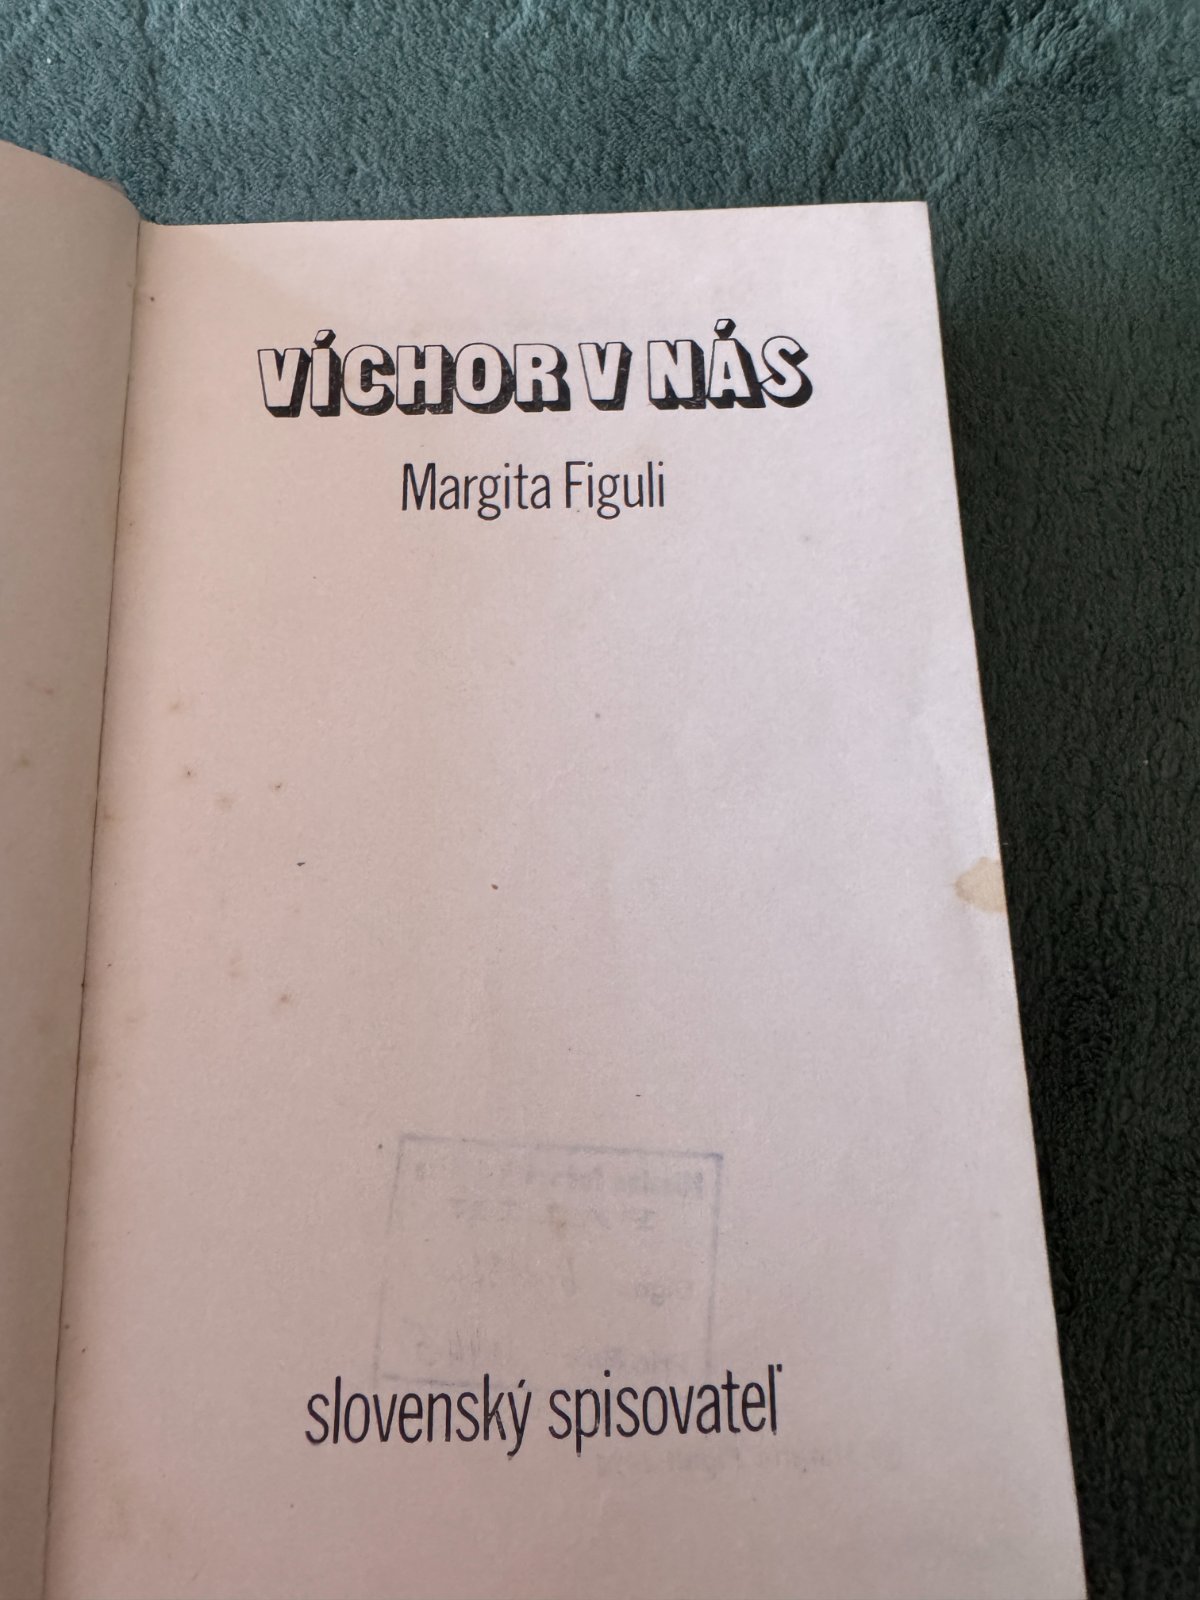 VÍCHOR V NÁS
Margita Figuli
slovenský spisovateľ